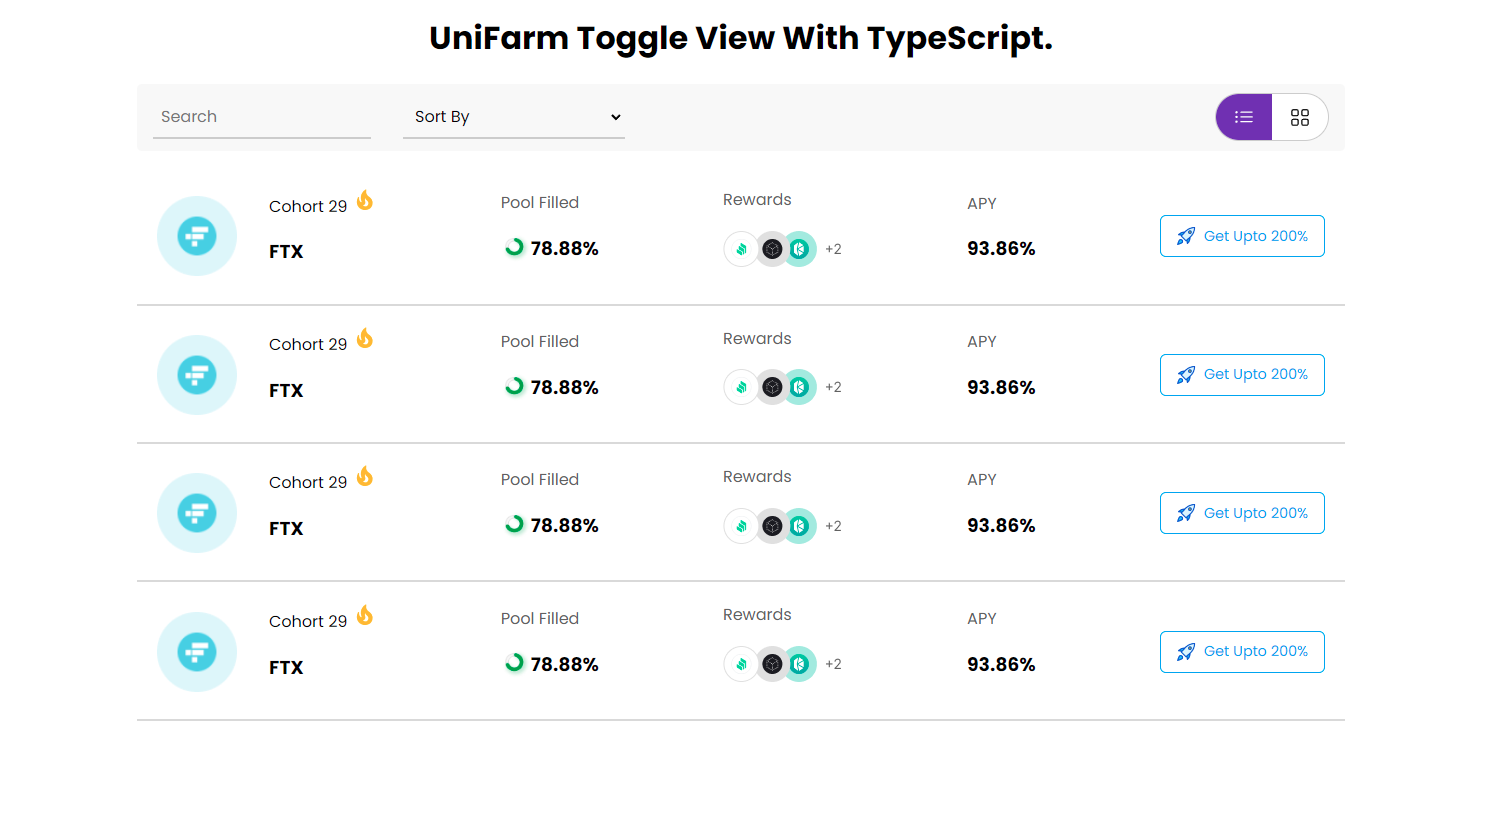 UniFarm Toggle View With TypeScript.
Search
Sort By
Cohort 29
FTX
Pool Filled
78.88%
Rewards
+2
APY
93.86%
Get Upto 200%
Cohort 29
FTX
Pool Filled
78.88%
Rewards
+2
APY
93.86%
Get Upto 200%
Cohort 29
FTX
Pool Filled
78.88%
Rewards
+2
APY
93.86%
Get Upto 200%
Cohort 29
FTX
Pool Filled
78.88%
Rewards
+2
APY
93.86%
Get Upto 200%